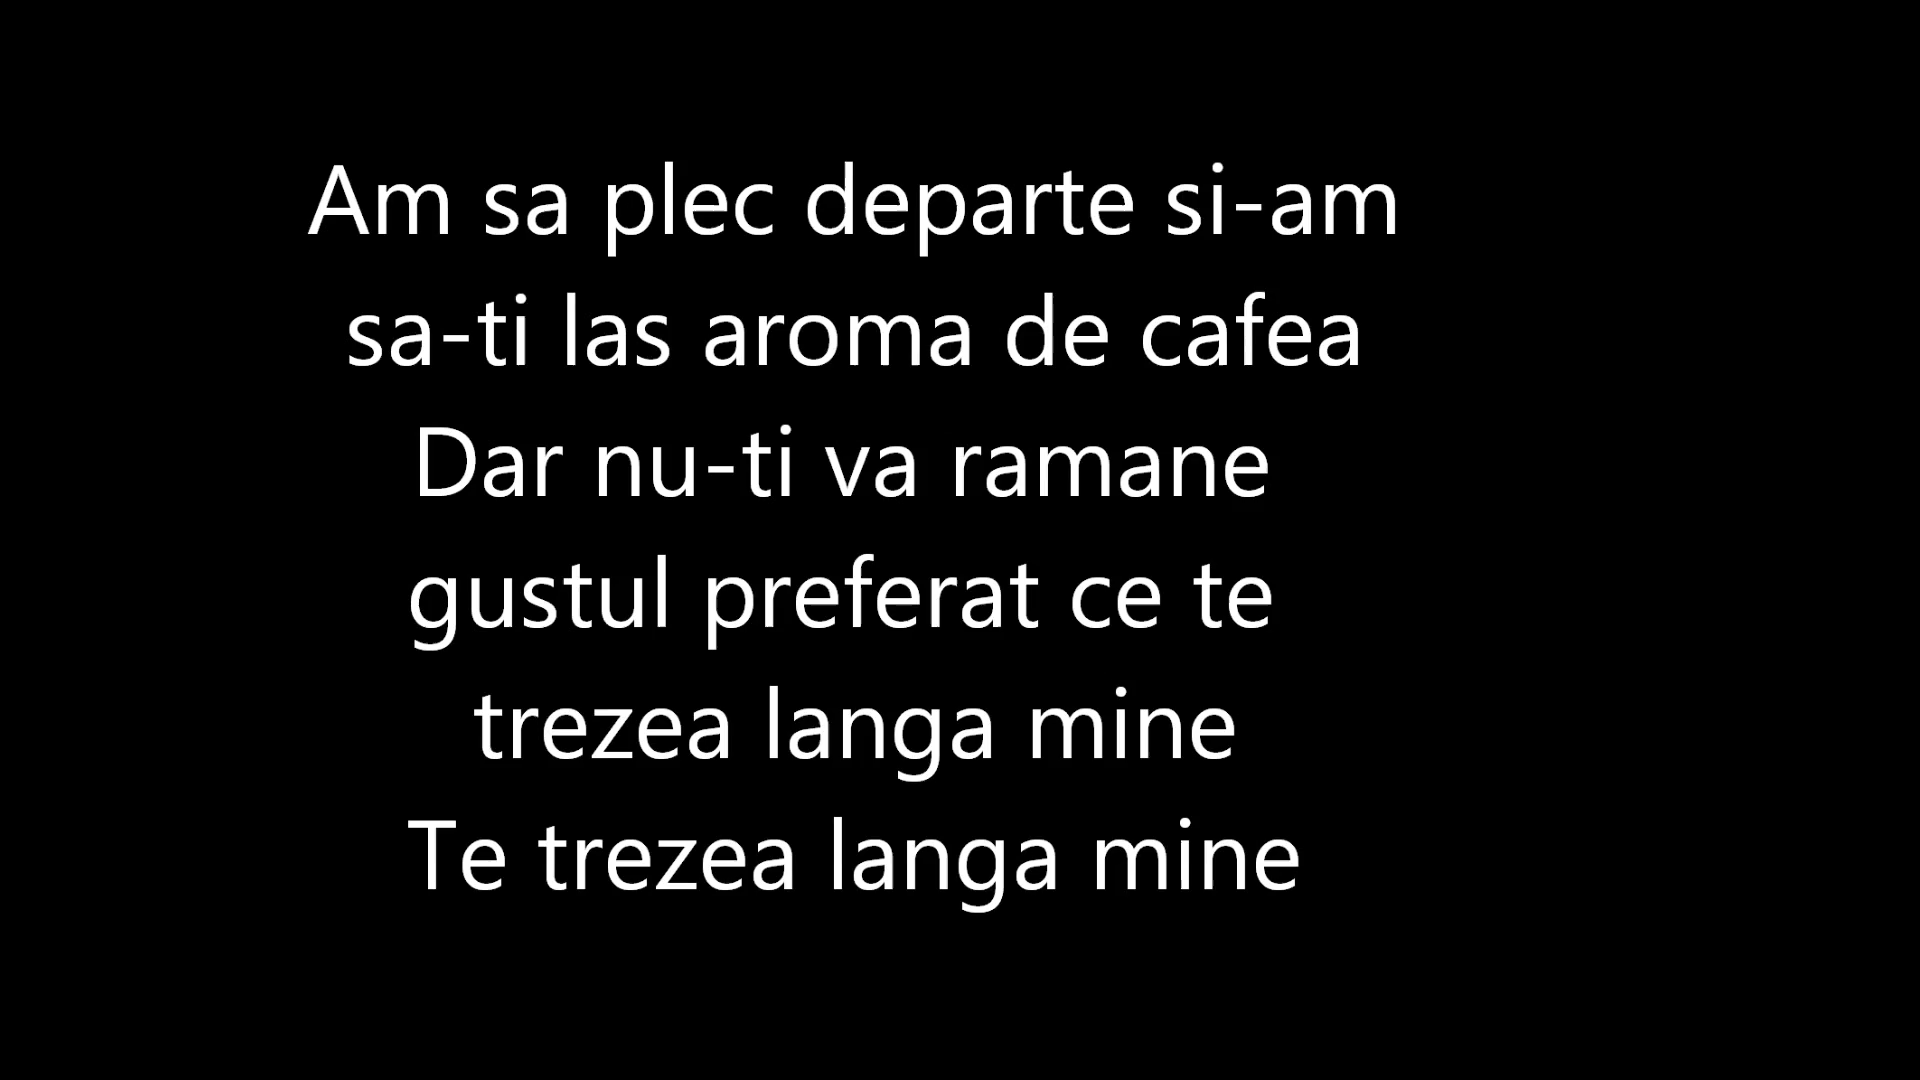 Am sa plec departe si-am
sa-ti las aroma de cafea
Dar nu-ti va ramane
gustul preferat ce te
trezea langa mine
Te trezea langa mine